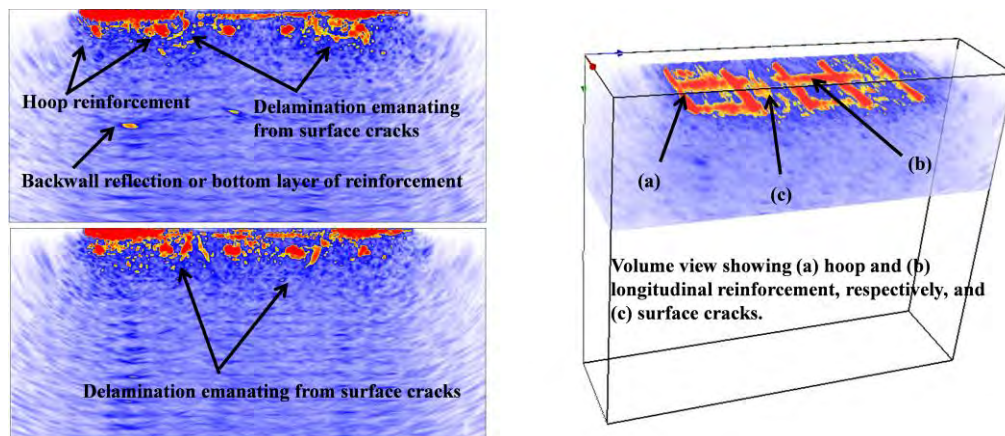 Hoop reinforcement
Delamination emanating
from surface cracks
Backwall reflection or bottom layer of reinforcement
Delamination emanating from surface cracks
(a)
(b)
(c)
Volume view showing (a) hoop and (b)
longitudinal reinforcement, respectively, and
(c) surface cracks.